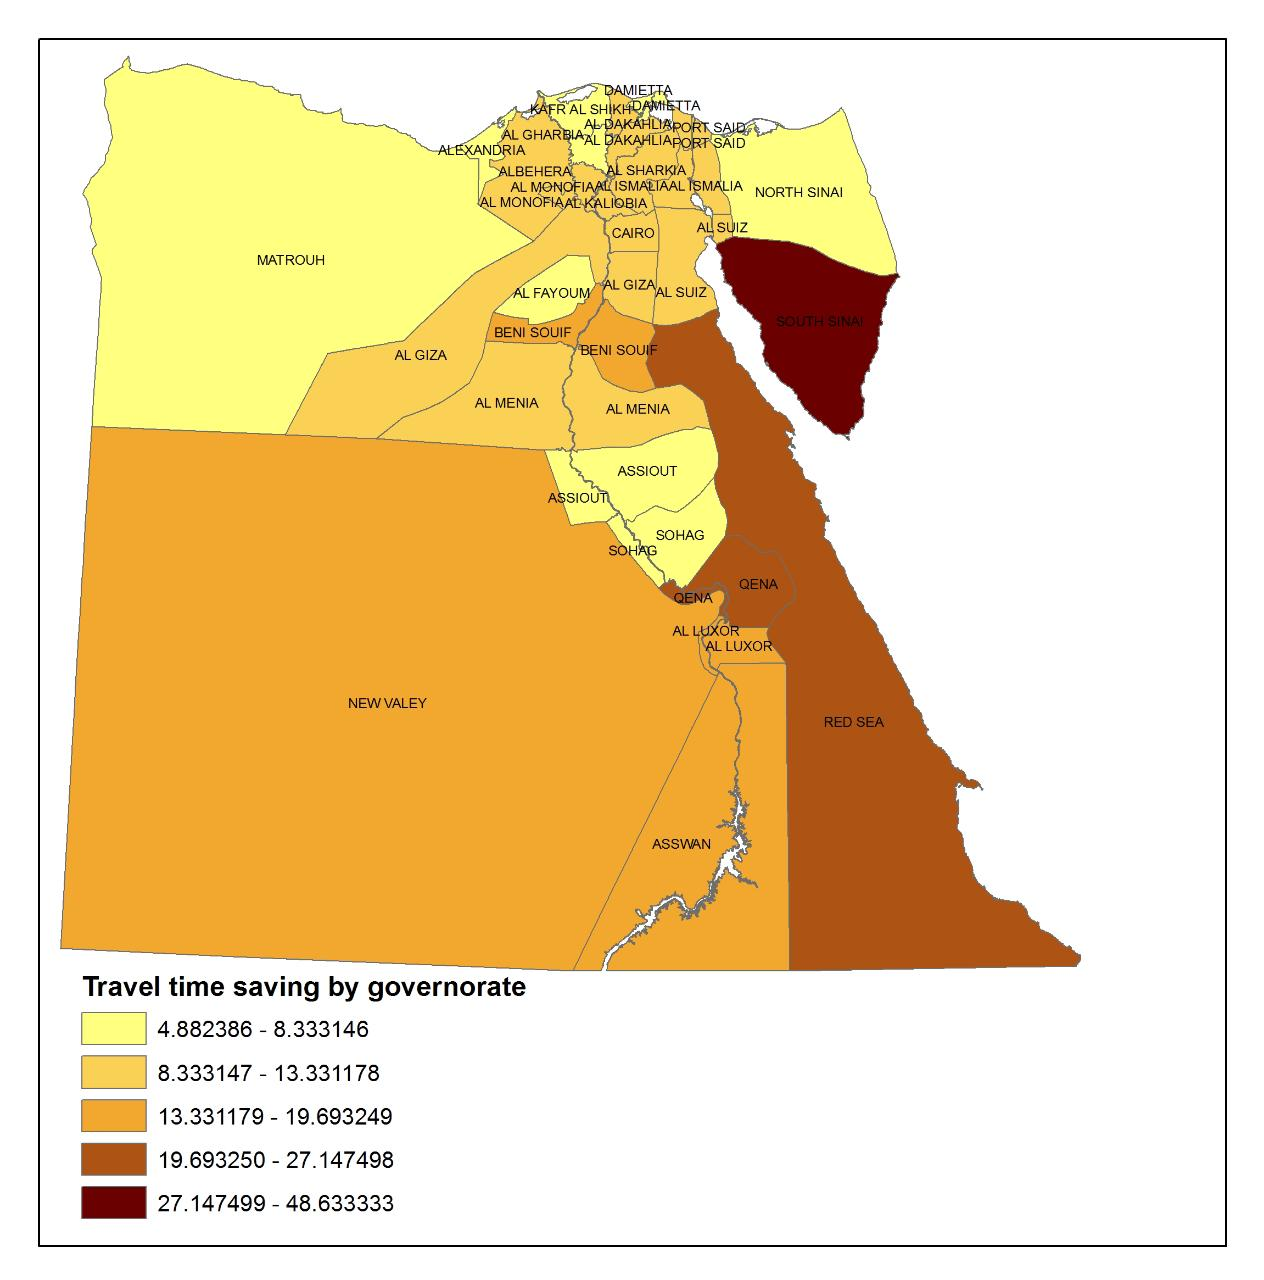 DAMIETTA
KAFR AL SHIKH
DAMIETTA
AL DAKAHLIA
PORT SAID
AL GHARBIA
AL DAKAHLIA
PORT SAID
ALEXANDRIA
ALBEHERA
AL SHARKIA
AL MONOFIA
AL ISMALIA
AL ISMALIA
NORTH SINAI
AL MONOFIA
AL KALIOBIA
CAIRO
AL SUIZ
MATROUH
AL FAYOUM
AL GIZA
AL SUIZ
SOUTH SINAI
BENI SOUIF
BENI SOUIF
AL GIZA
AL MENIA
AL MENIA
ASSIOUT
ASSIOUT
SOHAG
SOHAG
QENA
QENA
AL LUXOR
AL LUXOR
NEW VALEY
RED SEA
ASSWAN
Travel time saving by governorate
4.882386 - 8.333146
8.333147 - 13.331178
13.331179 - 19.693249
19.693250 - 27.147498
27.147499 - 48.633333